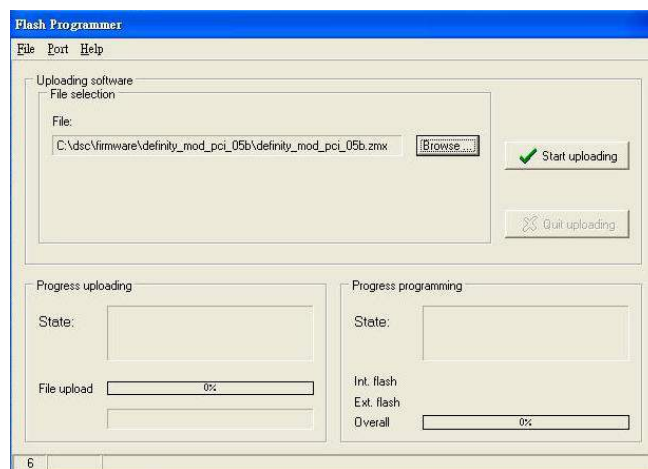 Flash Programmer
File Port Help
Uploading software
File selection
File:
C:\dsc\firmware\definity_mod_pci_05b\definity_mod_pci_05b.zmx
Browse ...
Start uploading
Quit uploading
Progress uploading
State:
File upload
0%
Progress programming
State:
Int. flash
Ext. flash
Overall
0%
6